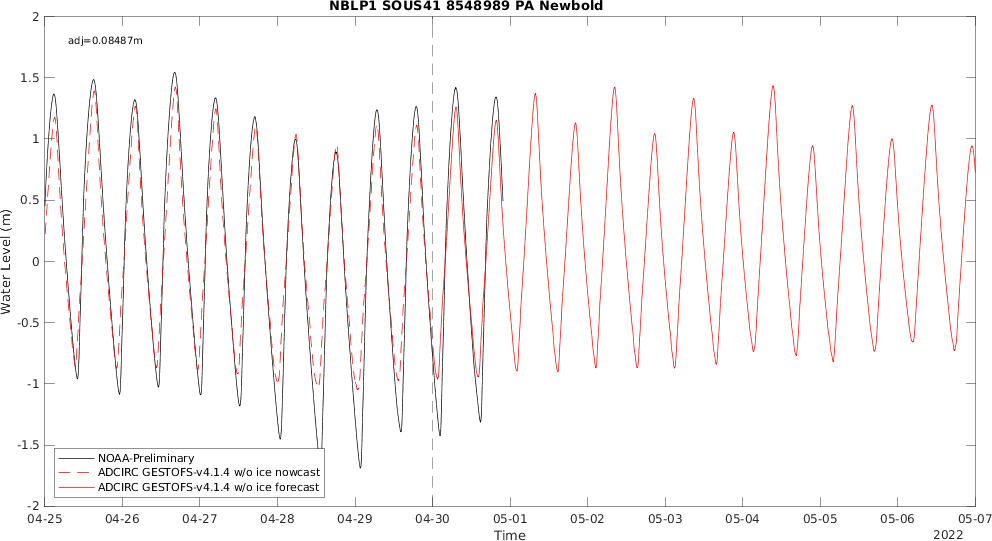 NBLP1 SOUS41 8548989 PA Newbold
adj=0.08487m
2
1.5
1
0.5
0
-0.5
-1
-1.5
-2
Water Level (m)
NOAA-Preliminary
ADCIRC GESTOFS-v4.1.4 w/o ice nowcast
ADCIRC GESTOFS-v4.1.4 w/o ice forecast
04-25 04-26 04-27 04-28 04-29 04-30 05-01 05-02 05-03 05-04 05-05 05-06 05-07
Time
2022